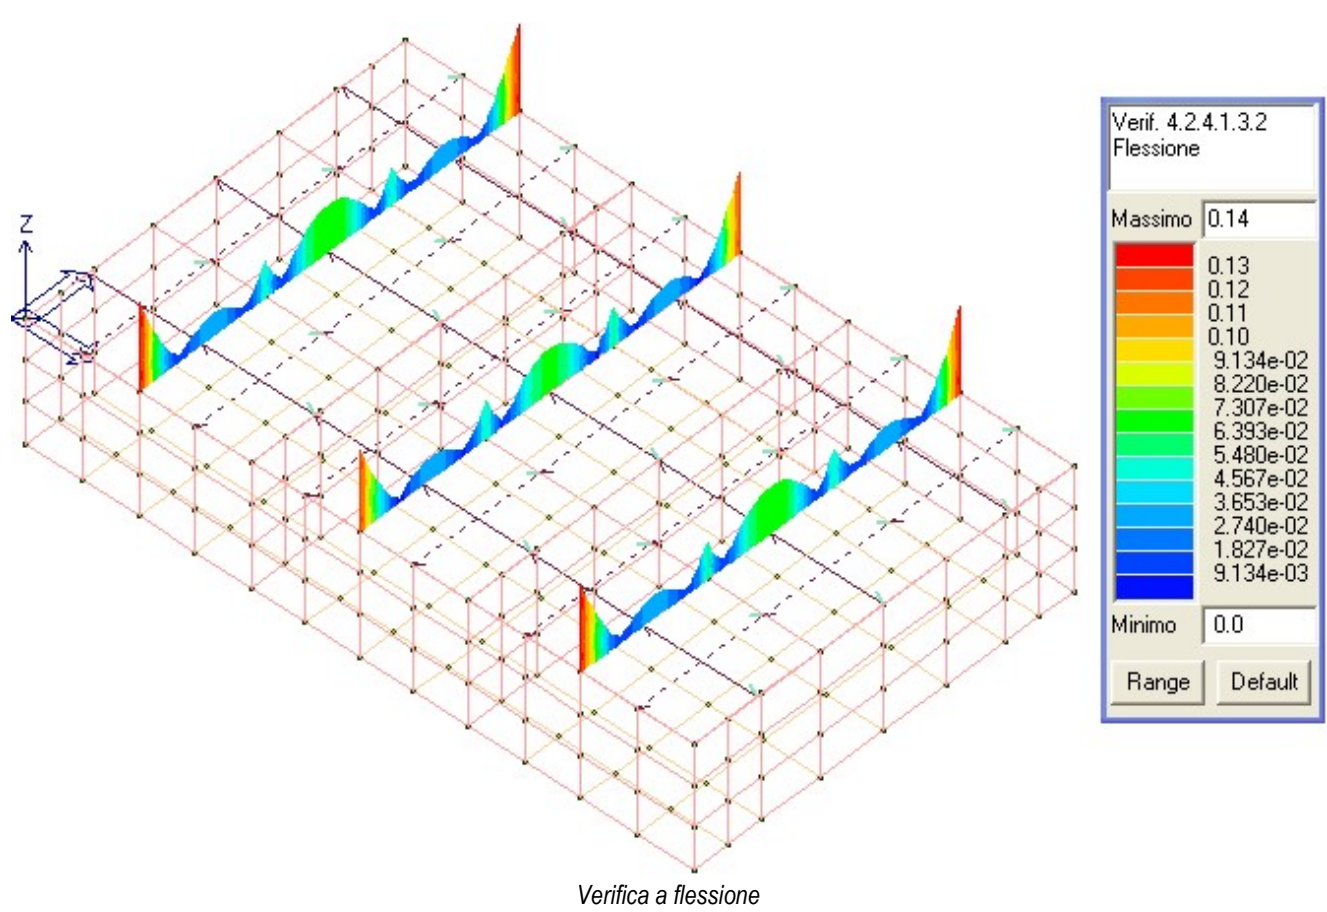 Z
Verif. 4.2.4.1.3.2
Flessione
Massimo 0.14
0.13
0.12
0.11
0.10
9.134e-02
8.220e-02
7.307e-02
6.393e-02
5.480e-02
4.567e-02
3.653e-02
2.740e-02
1.827e-02
9.134e-03
Minimo 0.0
Range Default
Verifica a flessione